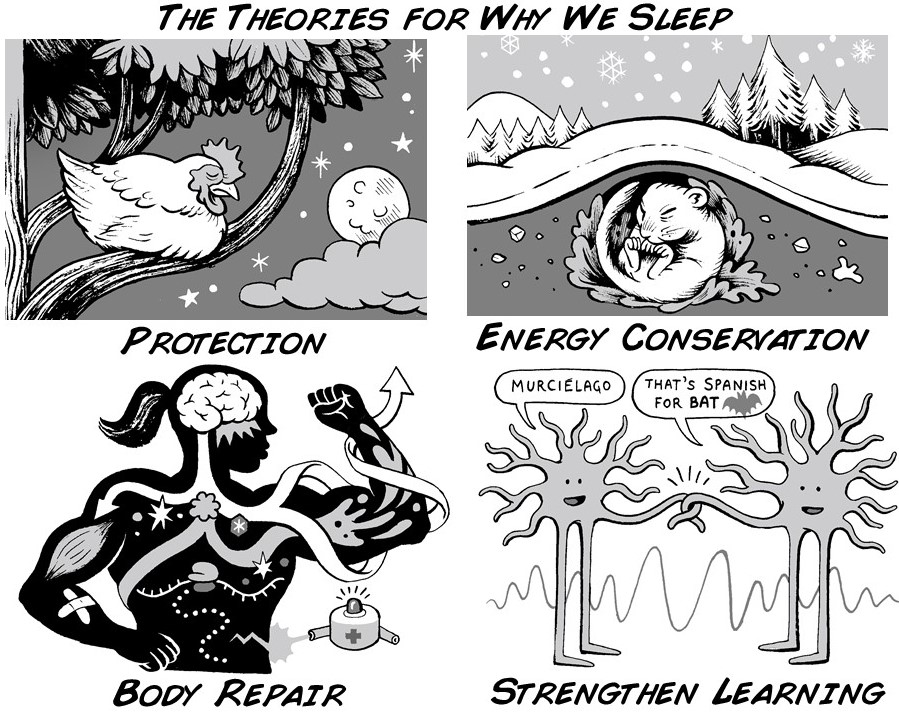 THE THEORIES FOR WHY WE SLEEP
PROTECTION
ENERGY CONSERVATION
MURCIÉLAGO
THAT'S SPANISH
FOR BAT
BODY REPAIR
STRENGTHEN LEARNING